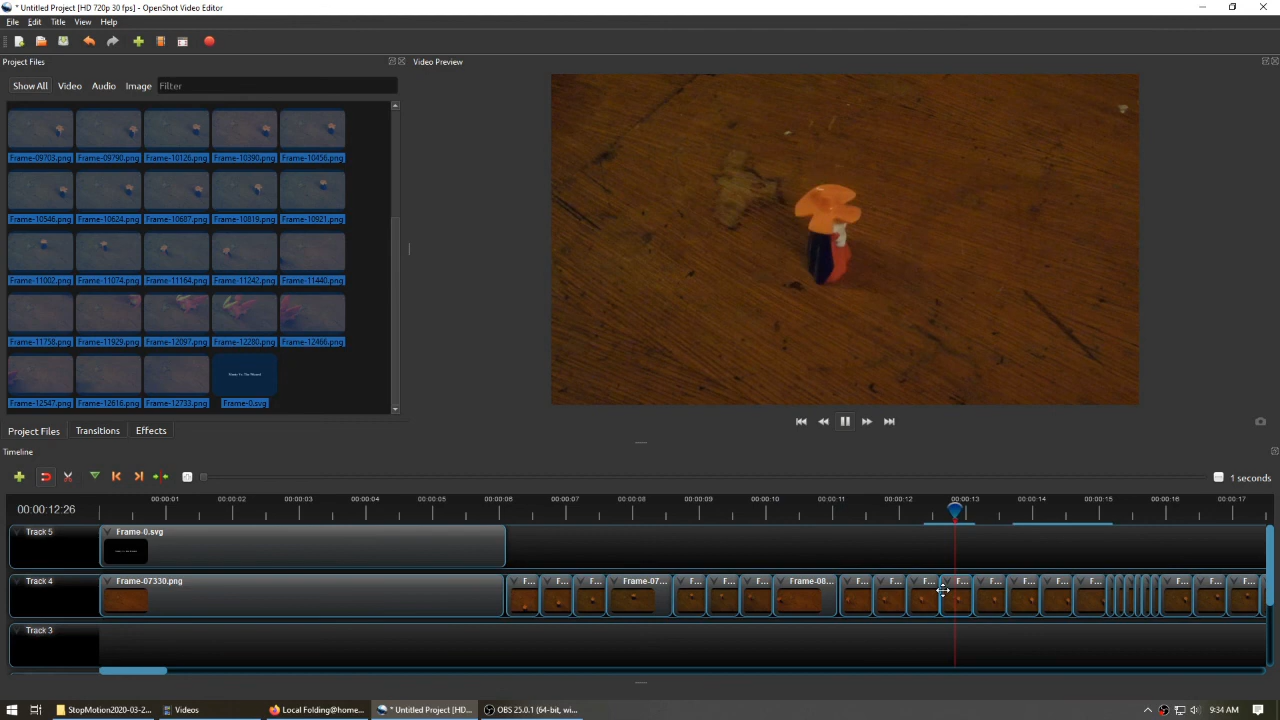 * Untitled Project [HD 720p 30 fps] - OpenShot Video Editor
File Edit Title View Help
Project Files
Video Preview
Show All Video Audio Image Filter
Frame-09703.png Frame-09790.png Frame-10126.png Frame-10390.png Frame-10456.png
Frame-10546.png Frame-10624.png Frame-10687.png Frame-10819.png Frame-10921.png
Frame-11002.png Frame-11074.png Frame-11164.png Frame-11242.png Frame-11440.png
Frame-11758.png Frame-11929.png Frame-12097.png Frame-12280.png Frame-12466.png
Frame-12547.png Frame-12616.png Frame-12733.png Frame-0.svg
Project Files Transitions Effects
Timeline
1 seconds
00:00:12:26
00:00:01 00:00:02 00:00:03 00:00:04 00:00:05 00:00:06 00:00:07 00:00:08 00:00:09 00:00:10 00:00:11 00:00:12 00:00:13 00:00:14 00:00:15 00:00:16 00:00:17
Track 5 Frame-0.svg
Track 4 Frame-07330.png F... F... F... Frame-07... F... F... F... Frame-08... F... F... F... F... F... F... F... F... F... F... F...
Track 3
StopMotion2020-03-2... Videos Local Folding@home... * Untitled Project [HD... OBS 25.0.1 (64-bit, wi... 9:34 AM